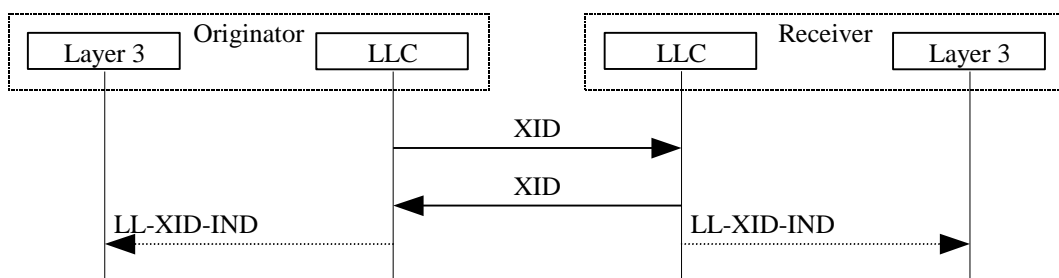 Originator
Receiver
Layer 3
LLC
LLC
Layer 3
XID
XID
LL-XID-IND
LL-XID-IND